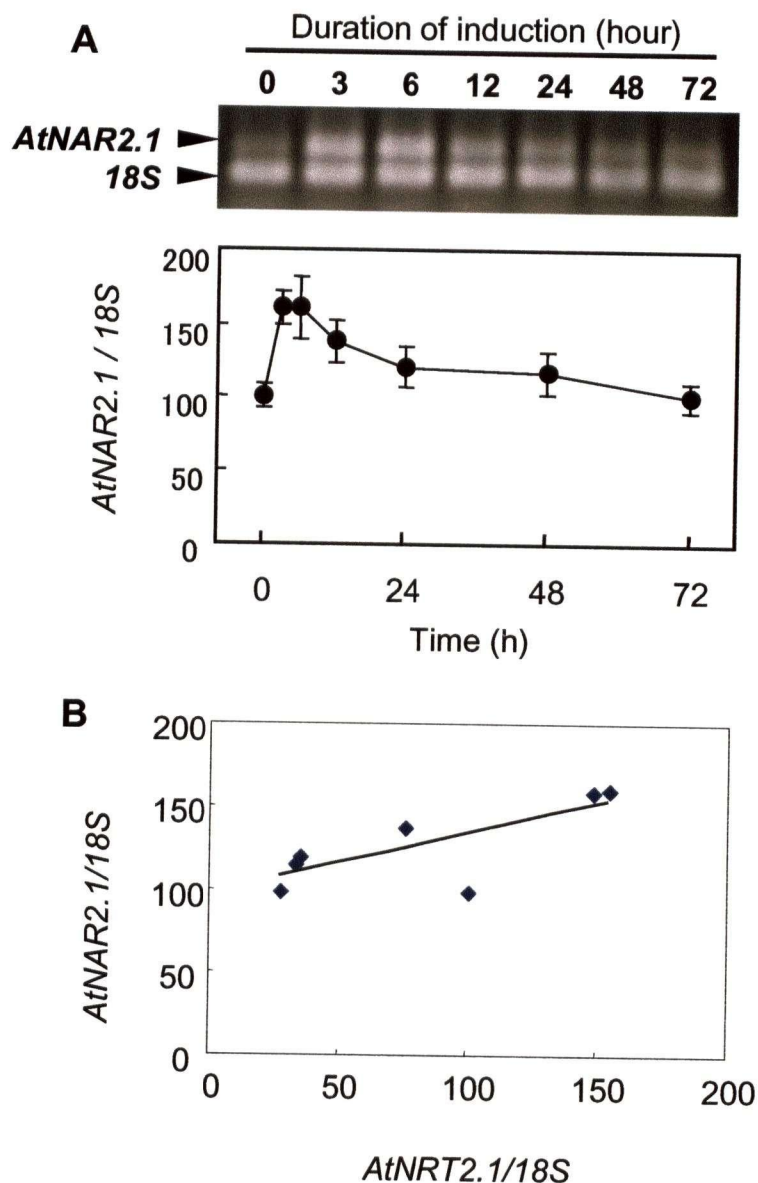 A
Duration of induction (hour)
0 3 6 12 24 48 72
AtNAR2.1
18S
200
150
100
50
0
AtNAR2.1 / 18S
0 24 48 72
Time (h)
B
200
150
100
50
0
AtNAR2.1/18S
0 50 100 150 200
AtNRT2.1/18S